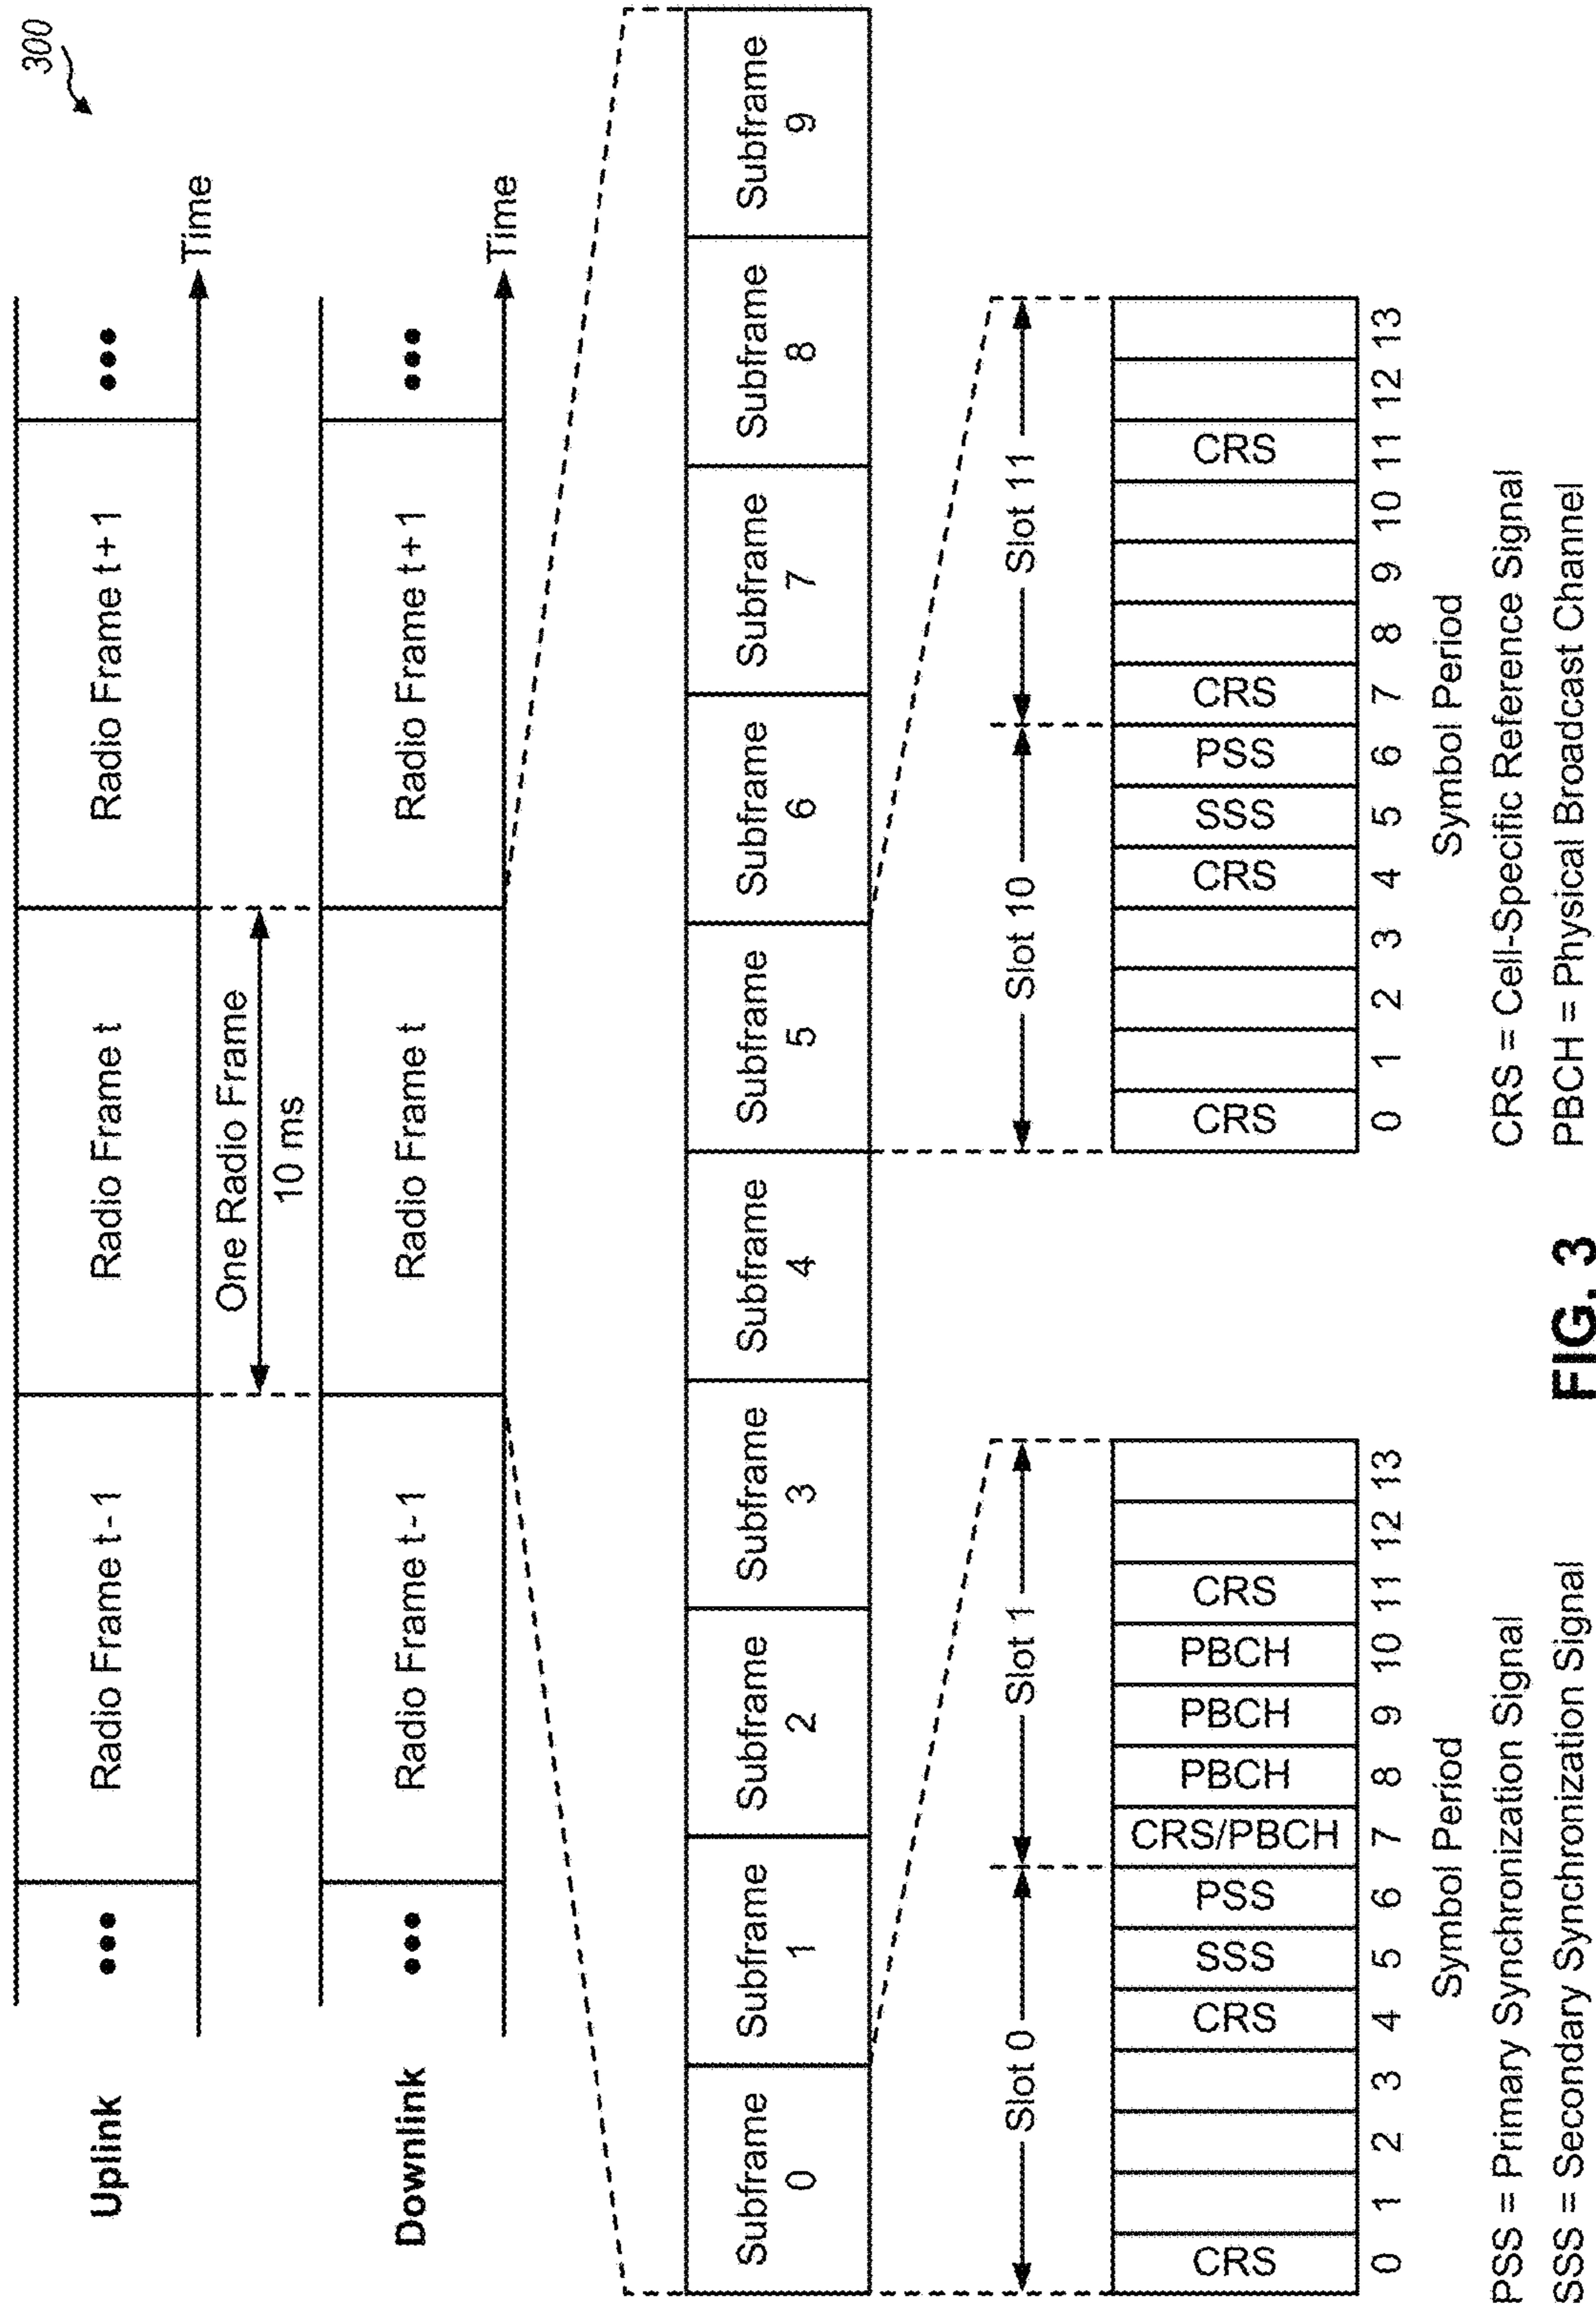 300
Uplink
••• Radio Frame t-1 Radio Frame t Radio Frame t+1 •••
Time
One Radio Frame
10 ms
Downlink
••• Radio Frame t-1 Radio Frame t Radio Frame t+1 •••
Time
Subframe Subframe Subframe Subframe Subframe Subframe Subframe Subframe Subframe Subframe
0 1 2 3 4 5 6 7 8 9
Slot 0 Slot 1
CRS CRS SSS PSS CRS/PBCH PBCH PBCH PBCH CRS
0 1 2 3 4 5 6 7 8 9 10 11 12 13
Symbol Period
Slot 10 Slot 11
CRS CRS SSS PSS CRS CRS
0 1 2 3 4 5 6 7 8 9 10 11 12 13
Symbol Period
PSS = Primary Synchronization Signal
SSS = Secondary Synchronization Signal
CRS = Cell-Specific Reference Signal
PBCH = Physical Broadcast Channel
FIG. 3